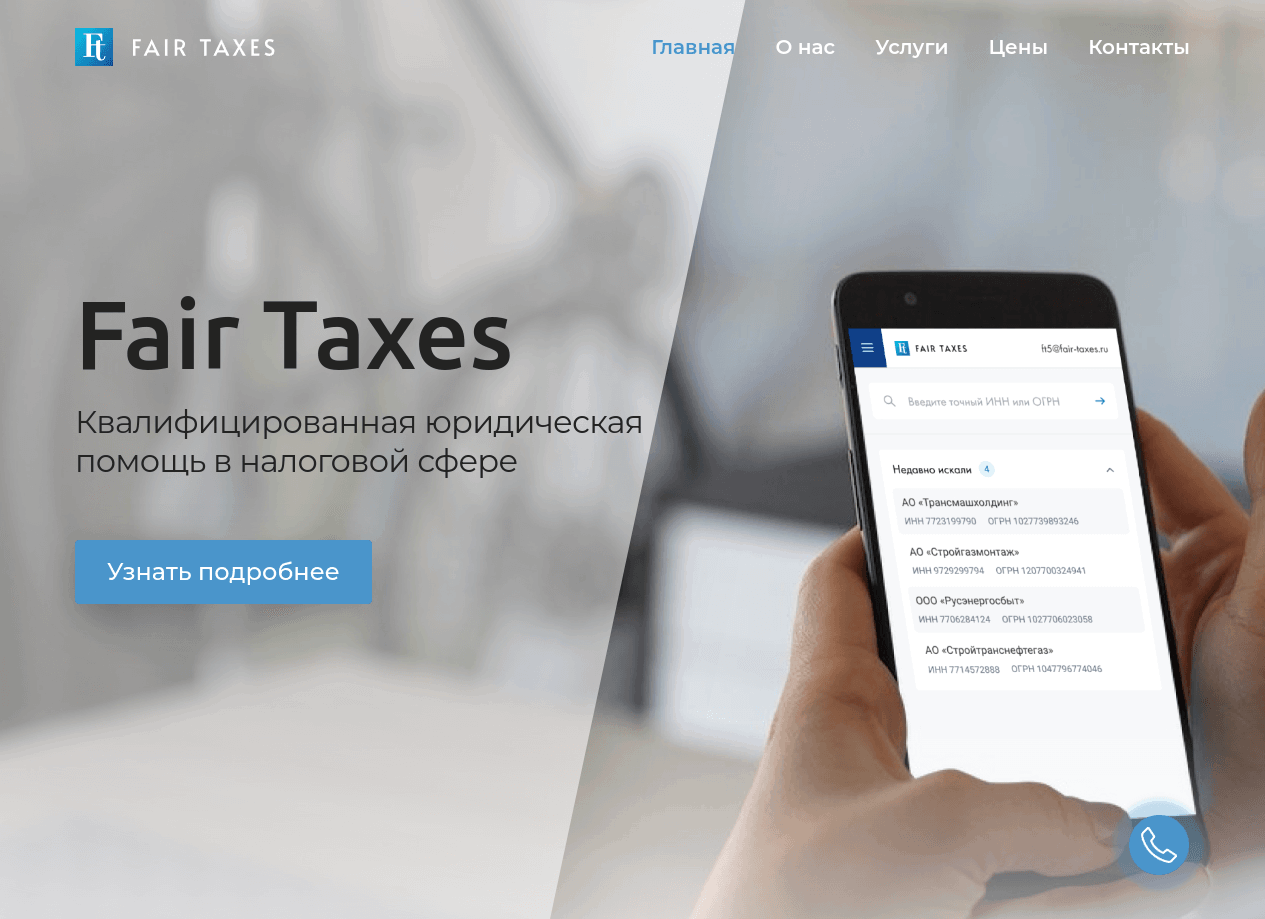 Ft FAIR TAXES
Главная О нас Услуги Цены Контакты
Fair Taxes
Квалифицированная юридическая
помощь в налоговой сфере
Узнать подробнее
Ft FAIR TAXES ft5@fair-taxes.ru
Введите точный ИНН или ОГРН
Недавно искали 4
АО «Трансмашхолдинг»
ИНН 7723199790 ОГРН 1027739893246
АО «Стройгазмонтаж»
ИНН 9729299794 ОГРН 1207700324941
ООО «Русэнергосбыт»
ИНН 7706284124 ОГРН 1027706023058
АО «Стройтранснефтегаз»
ИНН 7714572888 ОГРН 1047796774046